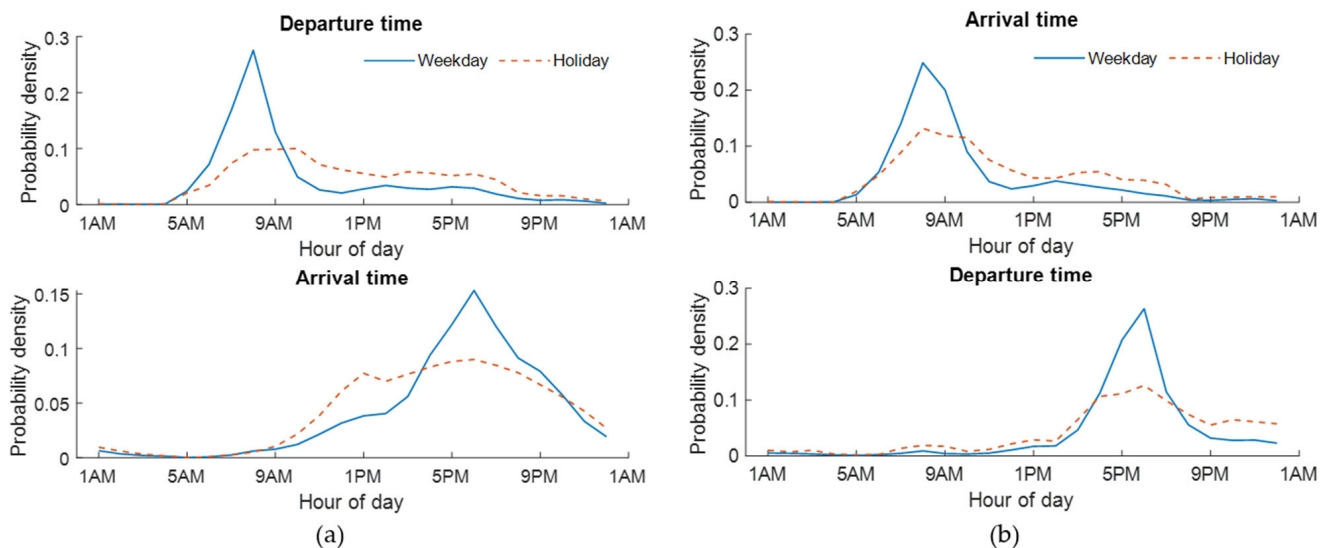 Departure time
Probability density
0.3
0.2
0.1
0
Weekday
Holiday
1AM 5AM 9AM 1PM 5PM 9PM 1AM
Hour of day
Arrival time
Probability density
0.15
0.1
0.05
0
1AM 5AM 9AM 1PM 5PM 9PM 1AM
Hour of day
(a)
Arrival time
Probability density
0.3
0.2
0.1
0
Weekday
Holiday
1AM 5AM 9AM 1PM 5PM 9PM 1AM
Hour of day
Departure time
Probability density
0.3
0.2
0.1
0
1AM 5AM 9AM 1PM 5PM 9PM 1AM
Hour of day
(b)